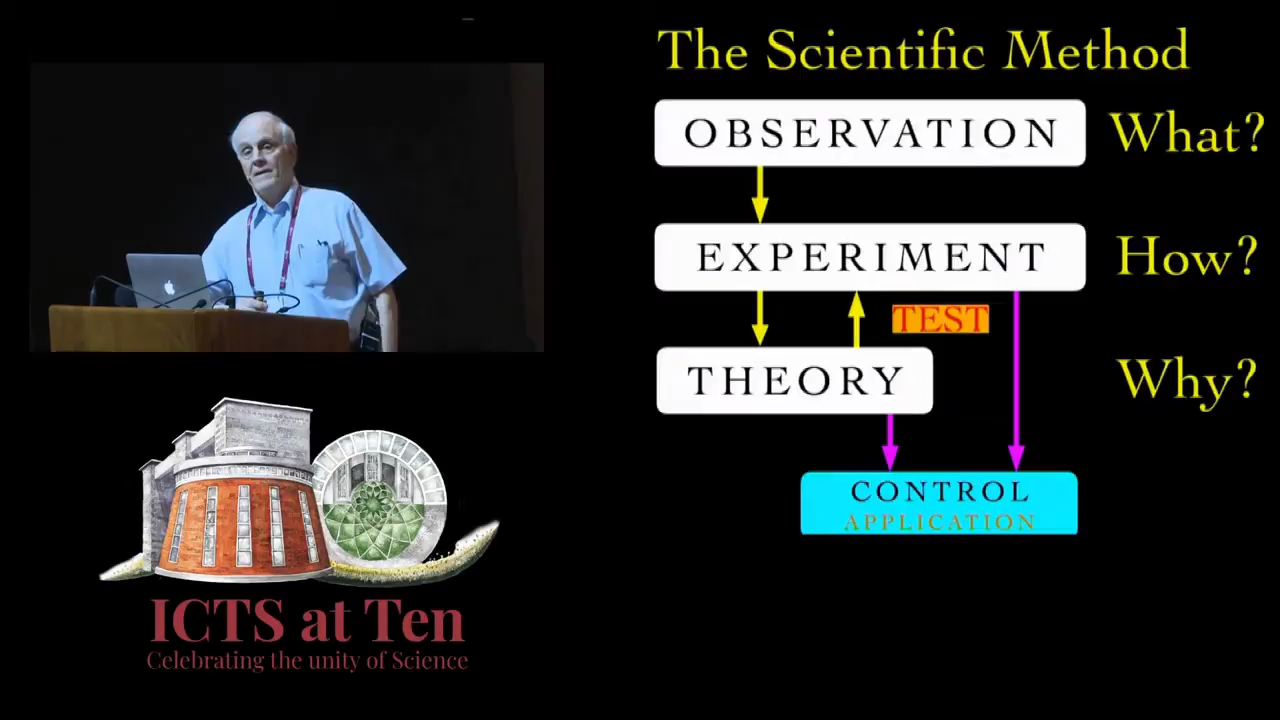 The Scientific Method
OBSERVATION What?
EXPERIMENT How?
TEST
THEORY Why?
CONTROL
APPLICATION
ICTS at Ten
Celebrating the unity of Science